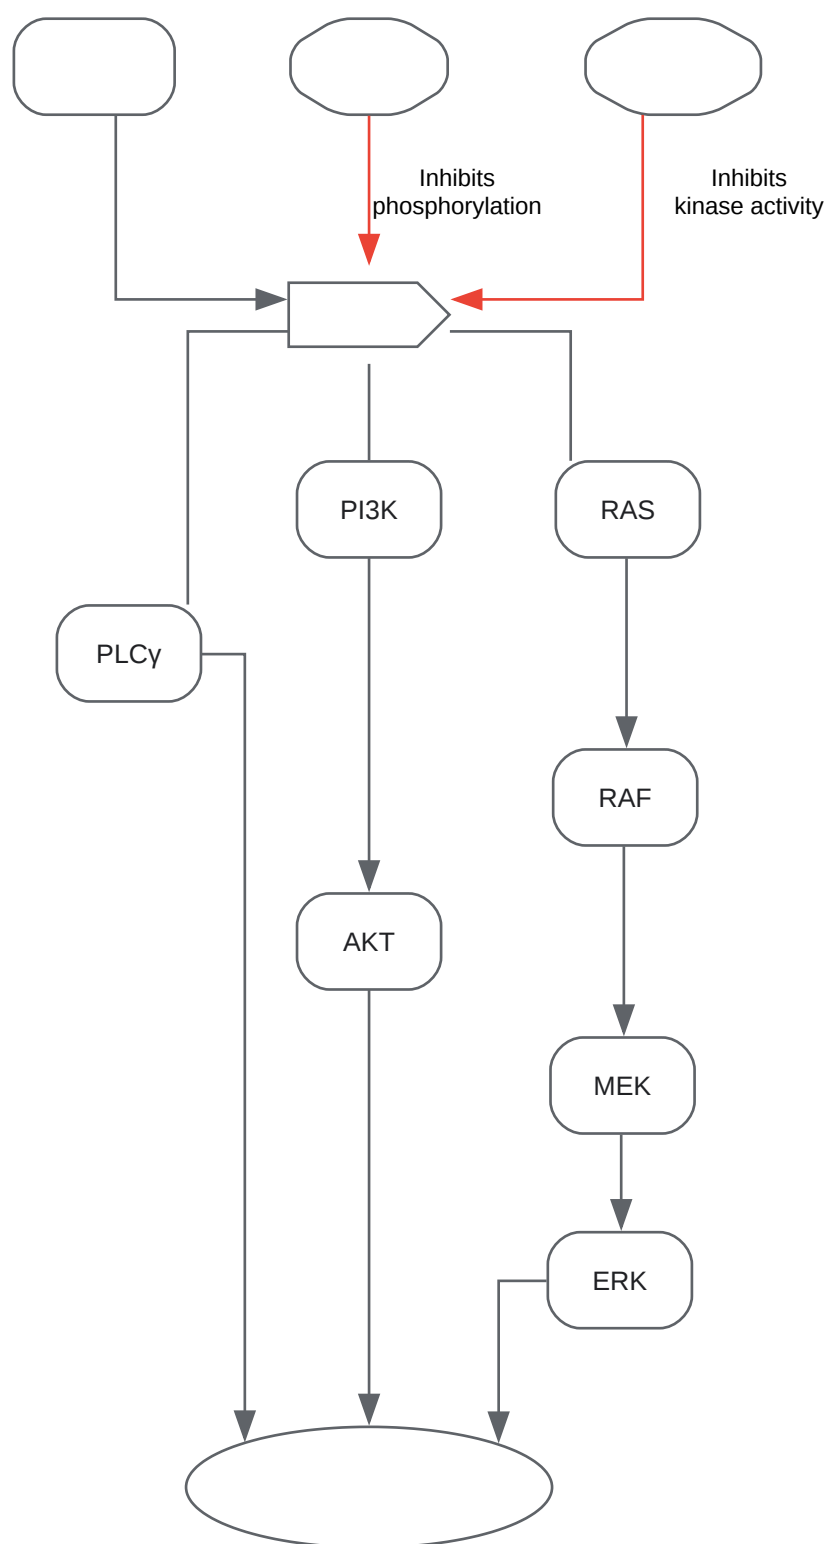 Inhibits
phosphorylation
Inhibits
kinase activity
PI3K
RAS
PLCγ
RAF
AKT
MEK
ERK